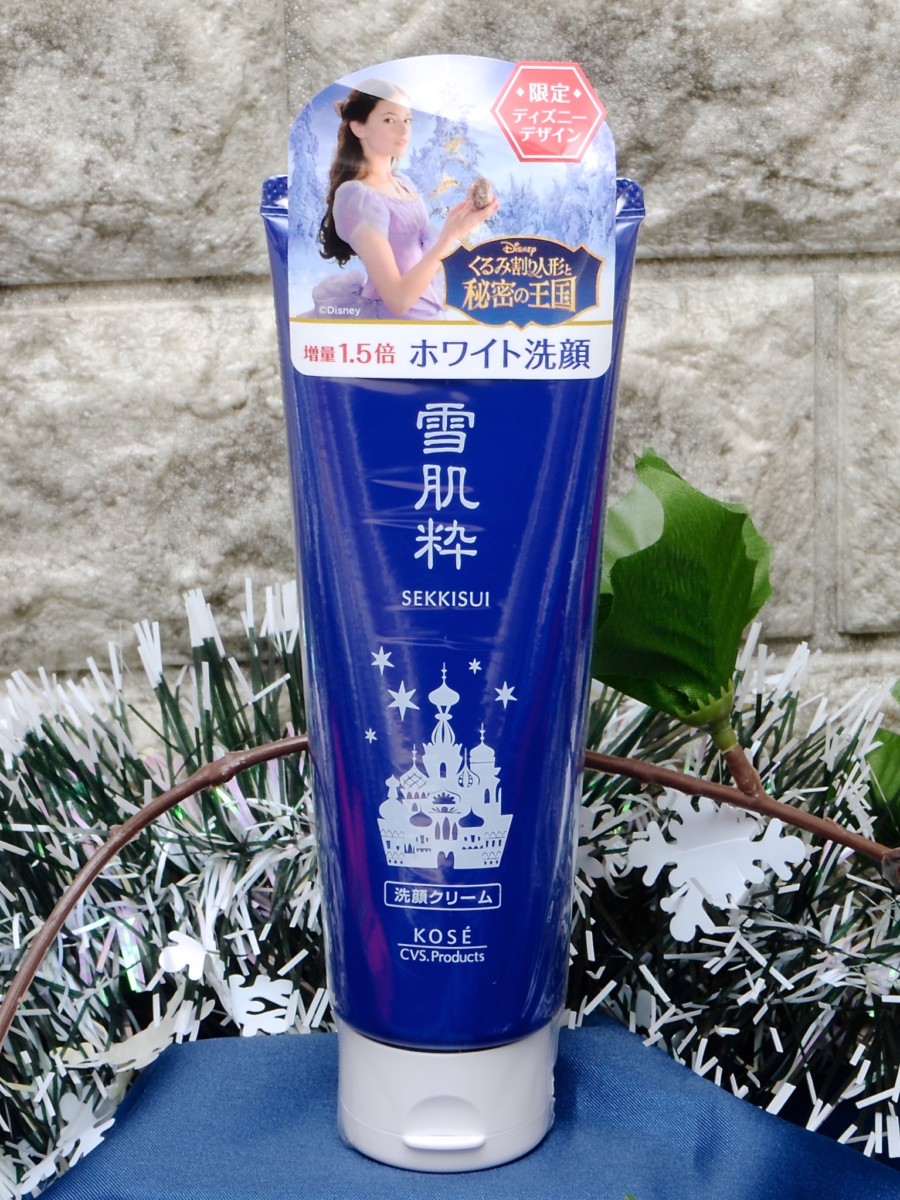 限定
ディズニー
デザイン
Disney
くるみ割り人形と
秘密の王国
©Disney
増量1.5倍 ホワイト洗顔
雪
肌
粋
SEKKISUI
洗顔クリーム
KOSÉ
CVS.Products